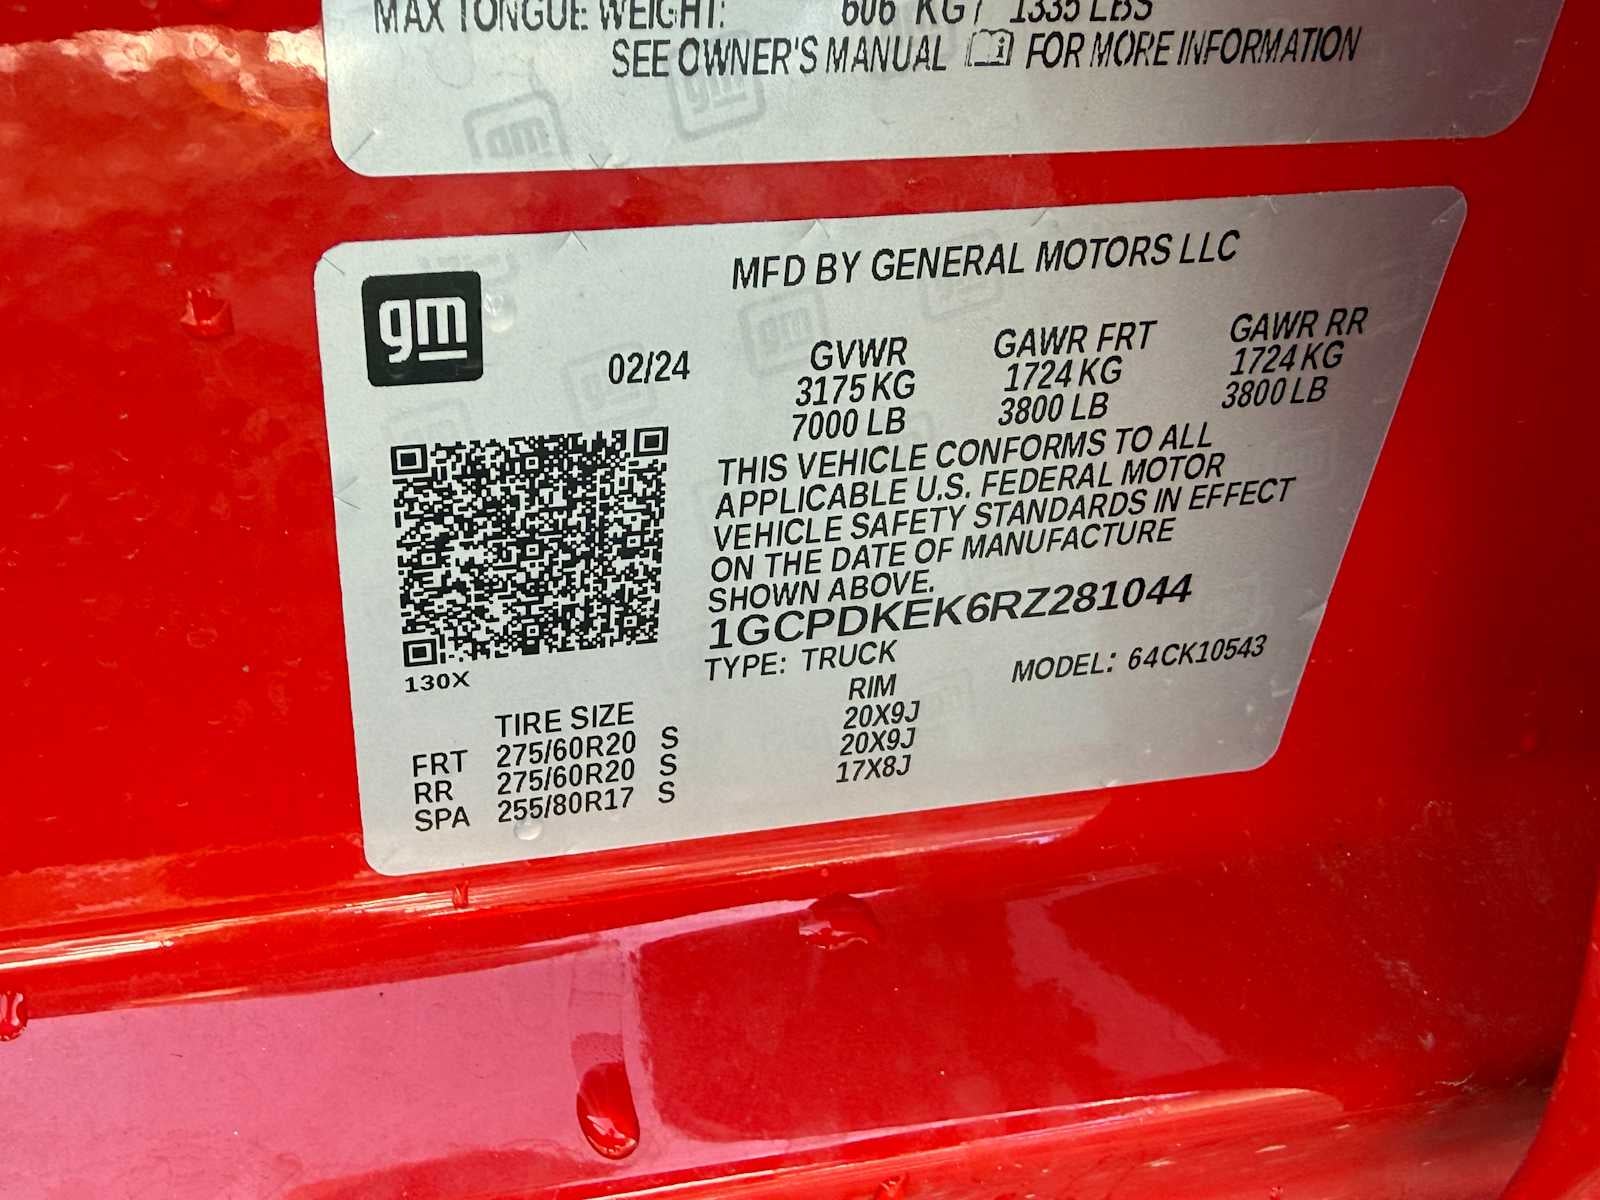 MAX TONGUE WEIGHT: 606 KG / 1335 LBS
SEE OWNER'S MANUAL FOR MORE INFORMATION
gm
MFD BY GENERAL MOTORS LLC
02/24
GVWR GAWR FRT GAWR RR
3175 KG 1724 KG 1724 KG
7000 LB 3800 LB 3800 LB
THIS VEHICLE CONFORMS TO ALL
APPLICABLE U.S. FEDERAL MOTOR
VEHICLE SAFETY STANDARDS IN EFFECT
ON THE DATE OF MANUFACTURE
SHOWN ABOVE.
1GCPDKEK6RZ281044
TYPE: TRUCK MODEL: 64CK10543
130X
TIRE SIZE RIM
FRT 275/60R20 S 20X9J
RR 275/60R20 S 20X9J
SPA 255/80R17 S 17X8J